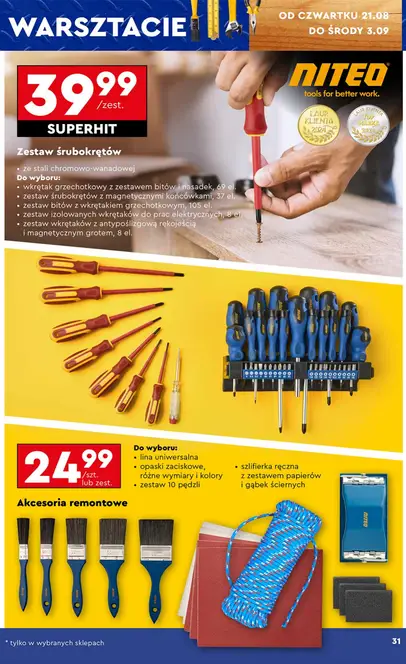 WARSZTACIE
OD CZWARTKU 21.08
DO ŚRODY 3.09
39.99
/zest.
SUPERHIT
NITEO
tools for better work.
LAUR
KLIENTA
2024
Zestaw śrubokrętów
• ze stali chromowo-wanadowej
Do wyboru:
• wkrętak grzechotkowy z zestawem bitów i nasadek, 69 el.
• zestaw śrubokrętów z magnetycznymi końcówkami, 37 el.
• zestaw bitów z wkrętakiem grzechotkowym, 105 el.
• zestaw izolowanych wkrętaków do prac elektrycznych, 8 el.
• zestaw wkrętaków z antypoślizgową rękojeścią
i magnetycznym grotem, 8 el.
24.99
/szt.
lub zest.
Do wyboru:
• lina uniwersalna
• opaski zaciskowe,
różne wymiary i kolory
• zestaw 10 pędzli
• szlifierka ręczna
z zestawem papierów
i gąbek ściernych
Akcesoria remontowe
NITEO
* tylko w wybranych sklepach
31